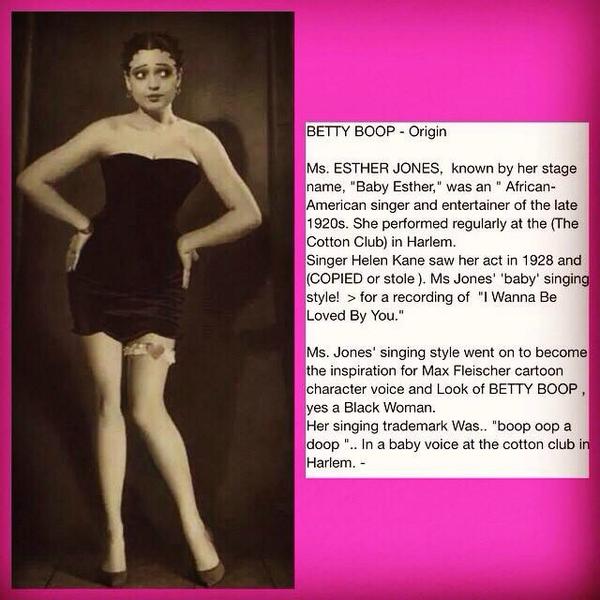 BETTY BOOP - Origin
Ms. ESTHER JONES, known by her stage
name, "Baby Esther," was an " African-
American singer and entertainer of the late
1920s. She performed regularly at the (The
Cotton Club) in Harlem.
Singer Helen Kane saw her act in 1928 and
(COPIED or stole ). Ms Jones' 'baby' singing
style! > for a recording of "I Wanna Be
Loved By You."
Ms. Jones' singing style went on to become
the inspiration for Max Fleischer cartoon
character voice and Look of BETTY BOOP ,
yes a Black Woman.
Her singing trademark Was.. "boop oop a
doop ".. In a baby voice at the cotton club in
Harlem. -